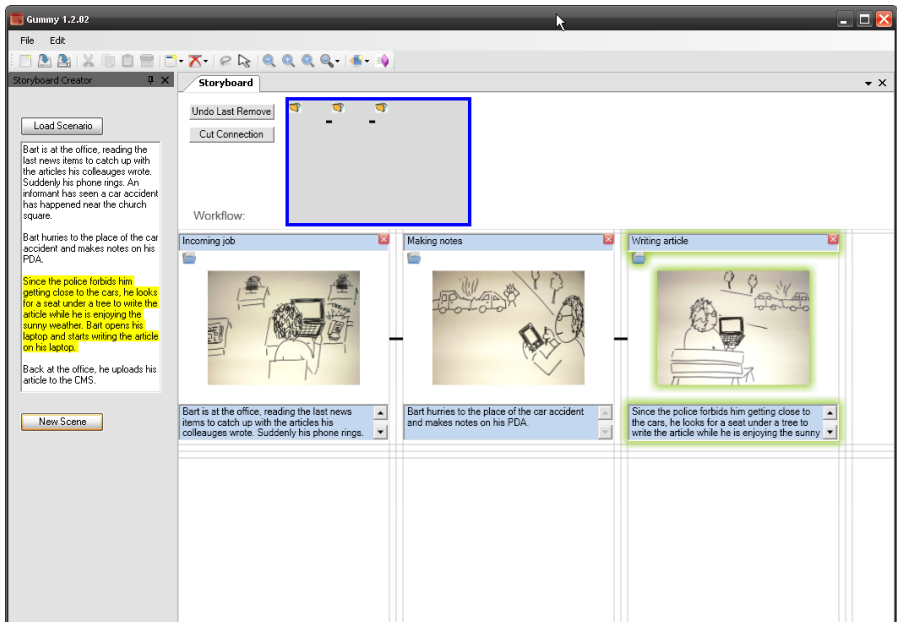 Gummy 1.2.02
File Edit
Storyboard Creator
Storyboard
Load Scenario
Bart is at the office, reading the
last news items to catch up with
the articles his colleauges wrote.
Suddenly his phone rings. An
informant has seen a car accident
has happened near the church
square.
Bart hurries to the place of the car
accident and makes notes on his
PDA.
Since the police forbids him
getting close to the cars, he looks
for a seat under a tree to write the
article while he is enjoying the
sunny weather. Bart opens his
laptop and starts writing the article
on his laptop.
Back at the office, he uploads his
article to the CMS.
New Scene
Undo Last Remove
Cut Connection
Workflow:
Incoming job
Bart is at the office, reading the last news
items to catch up with the articles his
colleauges wrote. Suddenly his phone rings.
Making notes
Bart hurries to the place of the car accident
and makes notes on his PDA.
Writing article
Since the police forbids him getting close to
the cars, he looks for a seat under a tree to
write the article while he is enjoying the sunny